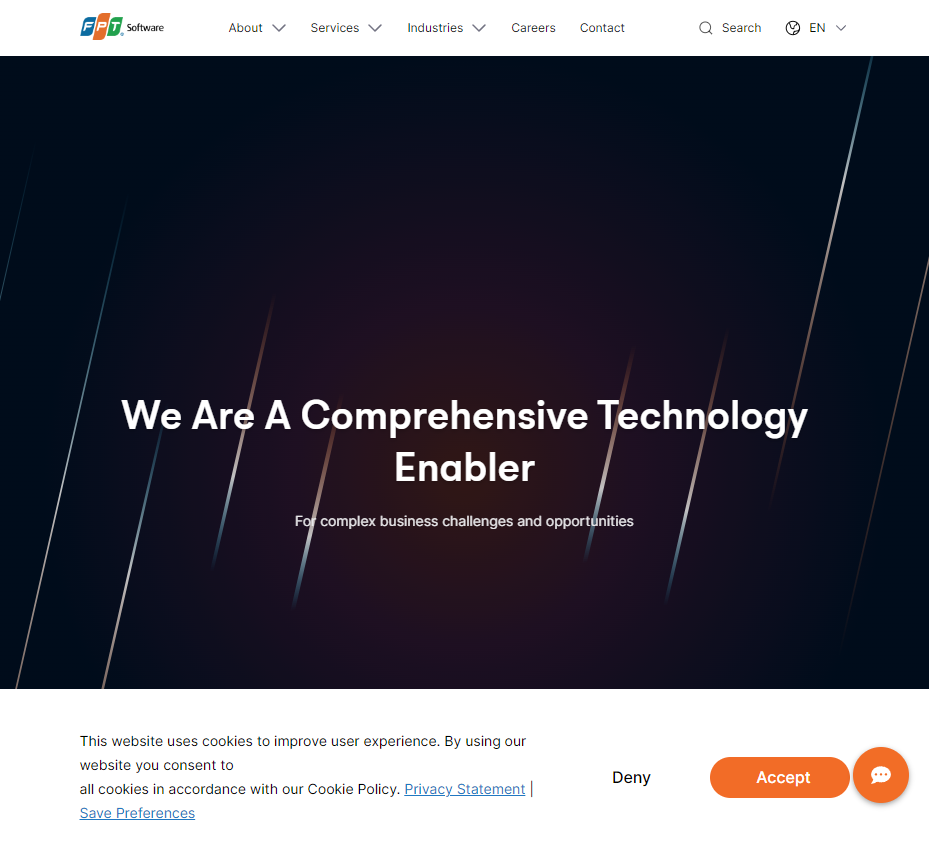 FPT Software
About
Services
Industries
Careers
Contact
Search
EN
We Are A Comprehensive Technology
Enabler
For complex business challenges and opportunities
This website uses cookies to improve user experience. By using our
website you consent to
all cookies in accordance with our Cookie Policy. Privacy Statement |
Save Preferences
Deny
Accept